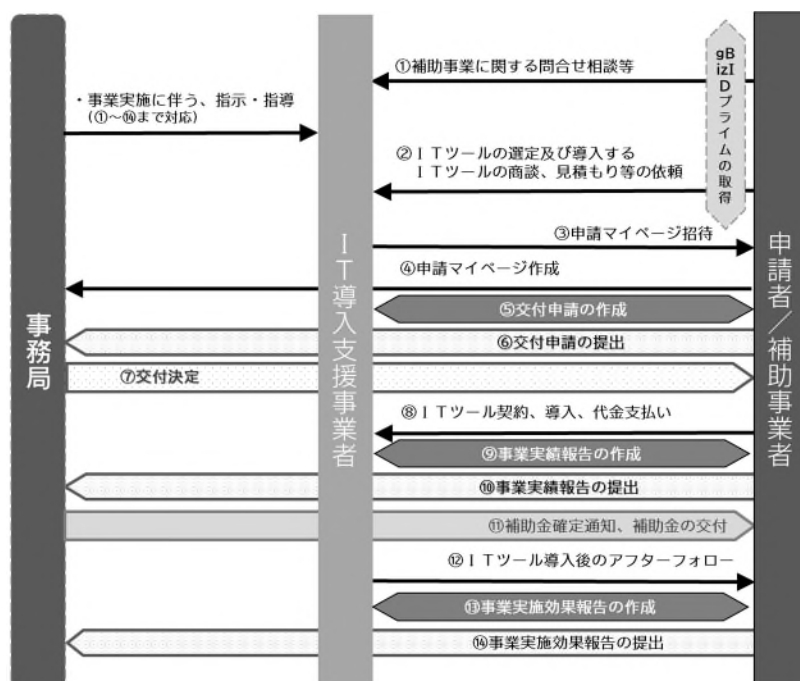 gB
izI
Dプライムの取得
①補助事業に関する問合せ相談等
・事業実施に伴う、指示・指導
(①～⑭まで対応)
②ＩＴツールの選定及び導入する
ＩＴツールの商談、見積もり等の依頼
③申請マイページ招待
④申請マイページ作成
⑤交付申請の作成
⑥交付申請の提出
⑦交付決定
⑧ＩＴツール契約、導入、代金支払い
⑨事業実績報告の作成
⑩事業実績報告の提出
⑪補助金確定通知、補助金の交付
⑫ＩＴツール導入後のアフターフォロー
⑬事業実施効果報告の作成
⑭事業実施効果報告の提出
事務局
ＩＴ導入支援事業者
申請者／補助事業者